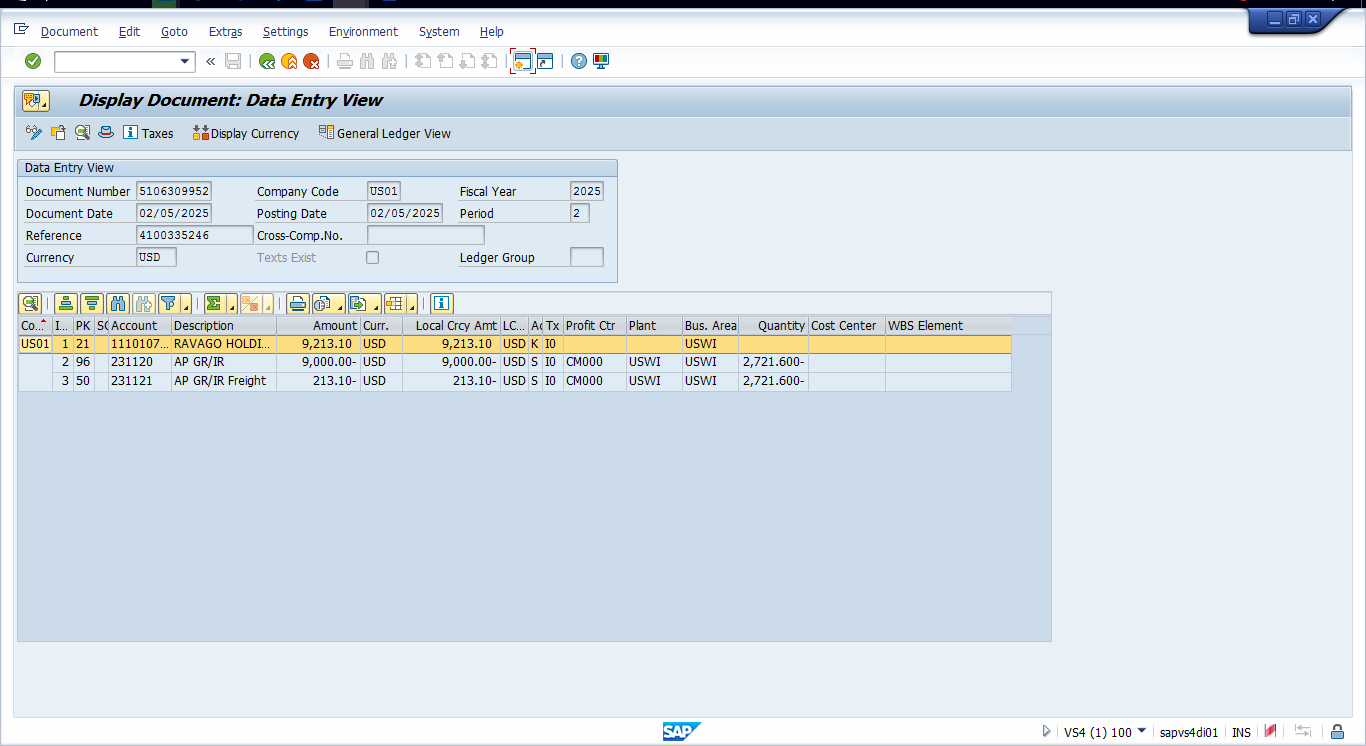 Document Edit Goto Extras Settings Environment System Help
Display Document: Data Entry View
Taxes Display Currency General Ledger View
Data Entry View
Document Number 5106309952 Company Code US01 Fiscal Year 2025
Document Date 02/05/2025 Posting Date 02/05/2025 Period 2
Reference 4100335246 Cross-Comp.No.
Currency USD Texts Exist Ledger Group
Co... I... PK SG Account Description Amount Curr. Local Crcy Amt LC... Ac Tx Profit Ctr Plant Bus. Area Quantity Cost Center WBS Element
US01 1 21 1110107... RAVAGO HOLDI... 9,213.10 USD 9,213.10 USD K I0 USWI
2 96 231120 AP GR/IR 9,000.00- USD 9,000.00- USD S I0 CM000 USWI USWI 2,721.600-
3 50 231121 AP GR/IR Freight 213.10- USD 213.10- USD S I0 CM000 USWI USWI 2,721.600-
SAP VS4 (1) 100 sapvs4di01 INS